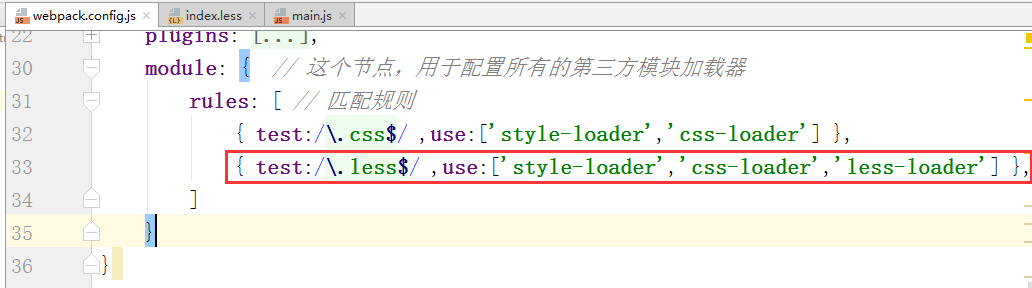 webpack.config.js index.less main.js
22 plugins: [...],
30 module: { // 这个节点，用于配置所有的第三方模块加载器
31 rules: [ // 匹配规则
32 { test:/\.css$/ ,use:['style-loader','css-loader'] },
33 { test:/\.less$/ ,use:['style-loader','css-loader','less-loader'] },
34 ]
35 }
36 }